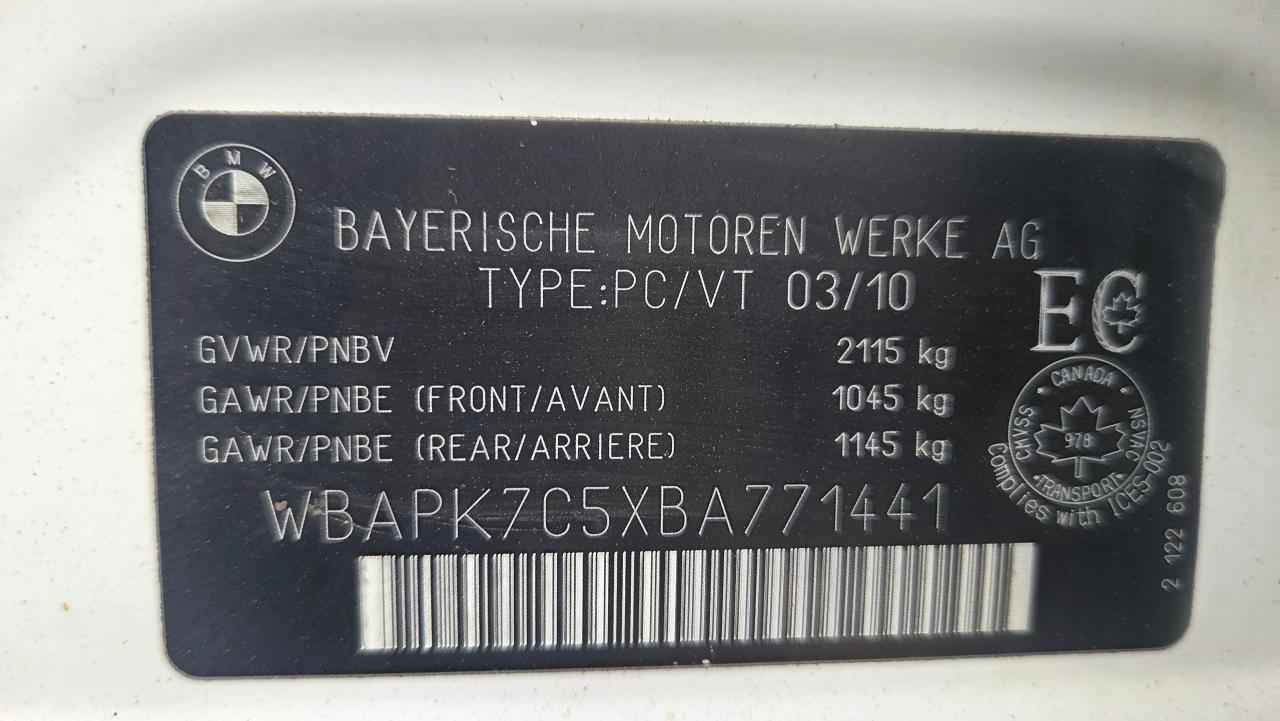 BMW
BAYERISCHE MOTOREN WERKE AG
TYPE:PC/VT 03/10
EC
GVWR/PNBV 2115 kg
GAWR/PNBE (FRONT/AVANT) 1045 kg
GAWR/PNBE (REAR/ARRIERE) 1145 kg
WBAPK7C5XBA771441
CANADA
CMVSS
978
NVAC
TRANSPORT
Complies with ICES-002
2 122 608